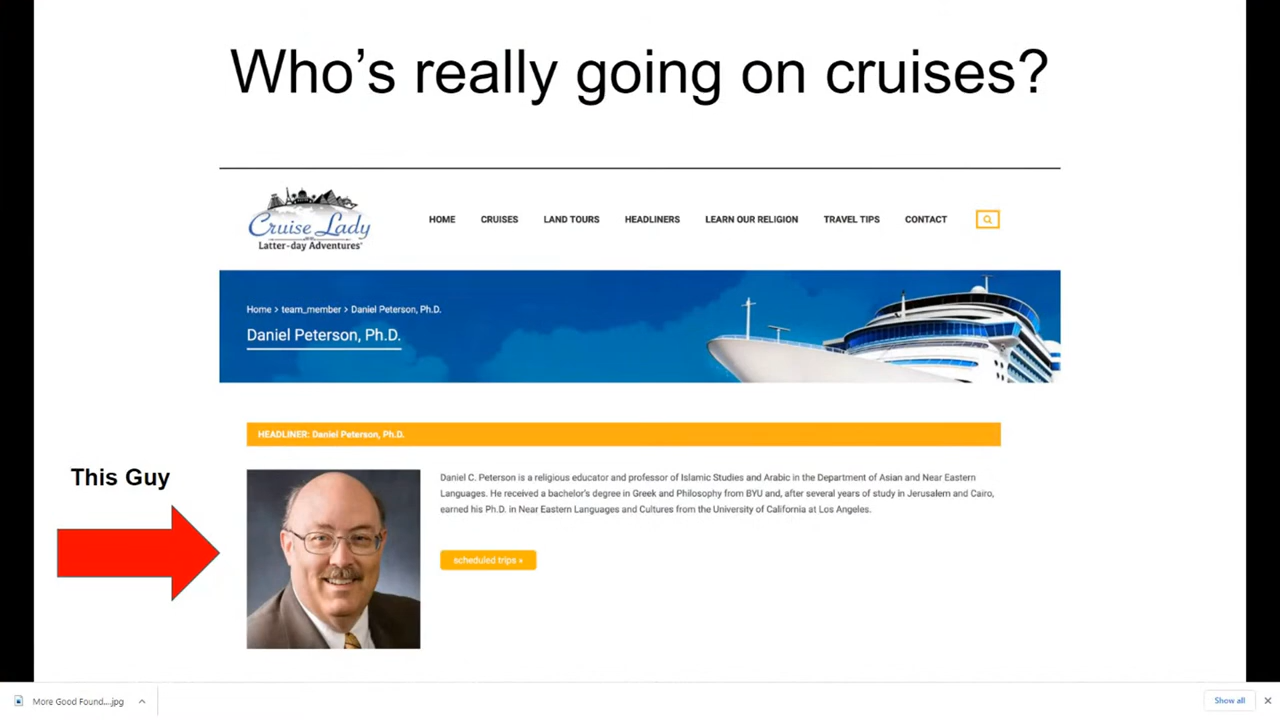 Who's really going on cruises?
Cruise Lady
Latter-day Adventures®
HOME CRUISES LAND TOURS HEADLINERS LEARN OUR RELIGION TRAVEL TIPS CONTACT
Home > team_member > Daniel Peterson, Ph.D.
Daniel Peterson, Ph.D.
HEADLINER: Daniel Peterson, Ph.D.
This Guy
Daniel C. Peterson is a religious educator and professor of Islamic Studies and Arabic in the Department of Asian and Near Eastern
Languages. He received a bachelor's degree in Greek and Philosophy from BYU and, after several years of study in Jerusalem and Cairo,
earned his Ph.D. in Near Eastern Languages and Cultures from the University of California at Los Angeles.
scheduled trips »
More Good Found....jpg
Show all